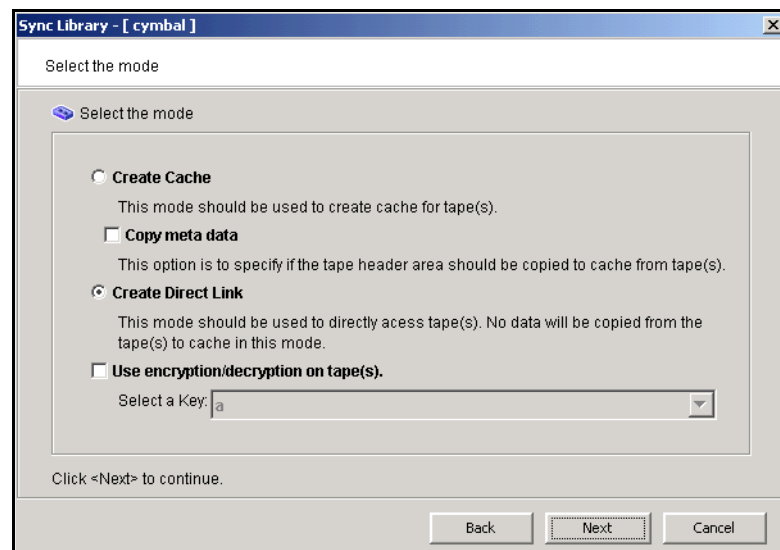 Sync Library - [ cymbal ]
Select the mode
Select the mode
Create Cache
This mode should be used to create cache for tape(s).
Copy meta data
This option is to specify if the tape header area should be copied to cache from tape(s).
Create Direct Link
This mode should be used to directly acess tape(s). No data will be copied from the
tape(s) to cache in this mode.
Use encryption/decryption on tape(s).
Select a Key: a
Click <Next> to continue.
Back Next Cancel